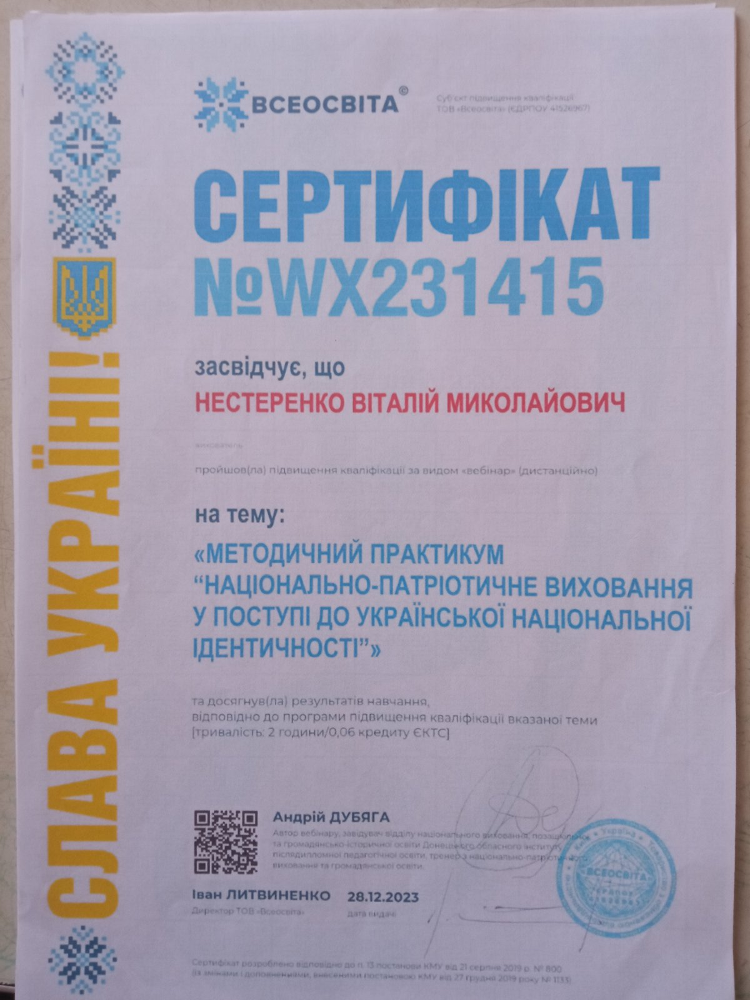 СЛАВА УКРАЇНІ!
ВСЕОСВІТА©
Суб'єкт підвищення кваліфікації
ТОВ «Всеосвіта» (ЄДРПОУ 41526967)
СЕРТИФІКАТ
№WX231415
засвідчує, що
НЕСТЕРЕНКО ВІТАЛІЙ МИКОЛАЙОВИЧ
вихователь
пройшов(ла) підвищення кваліфікації за видом «вебінар» (дистанційно)
на тему:
«МЕТОДИЧНИЙ ПРАКТИКУМ
“НАЦІОНАЛЬНО-ПАТРІОТИЧНЕ ВИХОВАННЯ
У ПОСТУПІ ДО УКРАЇНСЬКОЇ НАЦІОНАЛЬНОЇ
ІДЕНТИЧНОСТІ”»
та досягнув(ла) результатів навчання,
відповідно до програми підвищення кваліфікації вказаної теми
[тривалість: 2 години/0,06 кредиту ЄКТС]
Андрій ДУБЯГА
Автор вебінару, завідувач відділу національного виховання, позашкільної
та громадянсько-історичної освіти Донецького обласного інституту
післядипломної педагогічної освіти, тренер з національно-патріотичного
виховання та громадянської освіти.
Іван ЛИТВИНЕНКО 28.12.2023
Директор ТОВ «Всеосвіта» дата видачі
ВСЕОСВІТА
Україна
Сертифікат розроблено відповідно до п. 13 постанови КМУ від 21 серпня 2019 р. № 800
(із змінами і доповненнями, внесеними постановою КМУ від 27 грудня 2019 року № 1133)